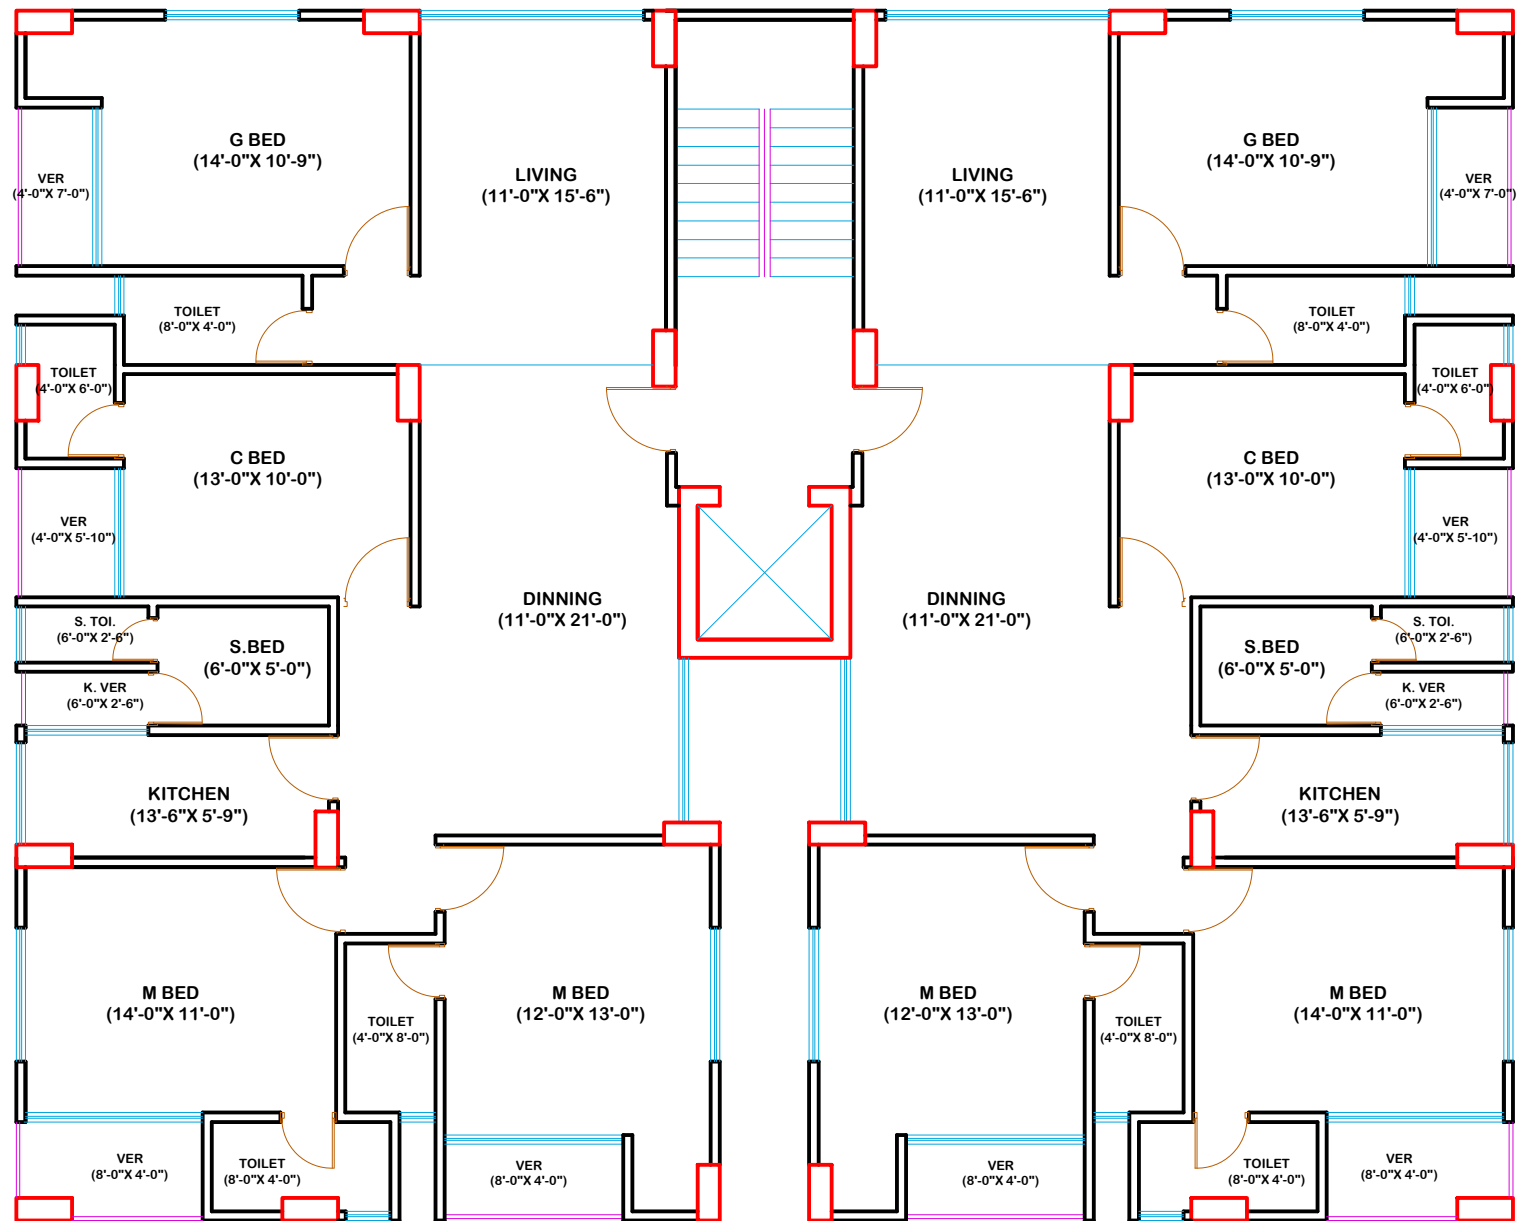 G BED
(14'-0"X 10'-9")
VER
(4'-0"X 7'-0")
LIVING
(11'-0"X 15'-6")
LIVING
(11'-0"X 15'-6")
G BED
(14'-0"X 10'-9")
VER
(4'-0"X 7'-0")
TOILET
(8'-0"X 4'-0")
TOILET
(8'-0"X 4'-0")
TOILET
(4'-0"X 6'-0")
TOILET
(4'-0"X 6'-0")
C BED
(13'-0"X 10'-0")
C BED
(13'-0"X 10'-0")
VER
(4'-0"X 5'-10")
VER
(4'-0"X 5'-10")
DINNING
(11'-0"X 21'-0")
DINNING
(11'-0"X 21'-0")
S. TOI.
(6'-0"X 2'-6")
S.BED
(6'-0"X 5'-0")
S.BED
(6'-0"X 5'-0")
S. TOI.
(6'-0"X 2'-6")
K. VER
(6'-0"X 2'-6")
K. VER
(6'-0"X 2'-6")
KITCHEN
(13'-6"X 5'-9")
KITCHEN
(13'-6"X 5'-9")
M BED
(14'-0"X 11'-0")
M BED
(12'-0"X 13'-0")
M BED
(12'-0"X 13'-0")
M BED
(14'-0"X 11'-0")
TOILET
(4'-0"X 8'-0")
TOILET
(4'-0"X 8'-0")
VER
(8'-0"X 4'-0")
TOILET
(8'-0"X 4'-0")
VER
(8'-0"X 4'-0")
VER
(8'-0"X 4'-0")
TOILET
(8'-0"X 4'-0")
VER
(8'-0"X 4'-0")